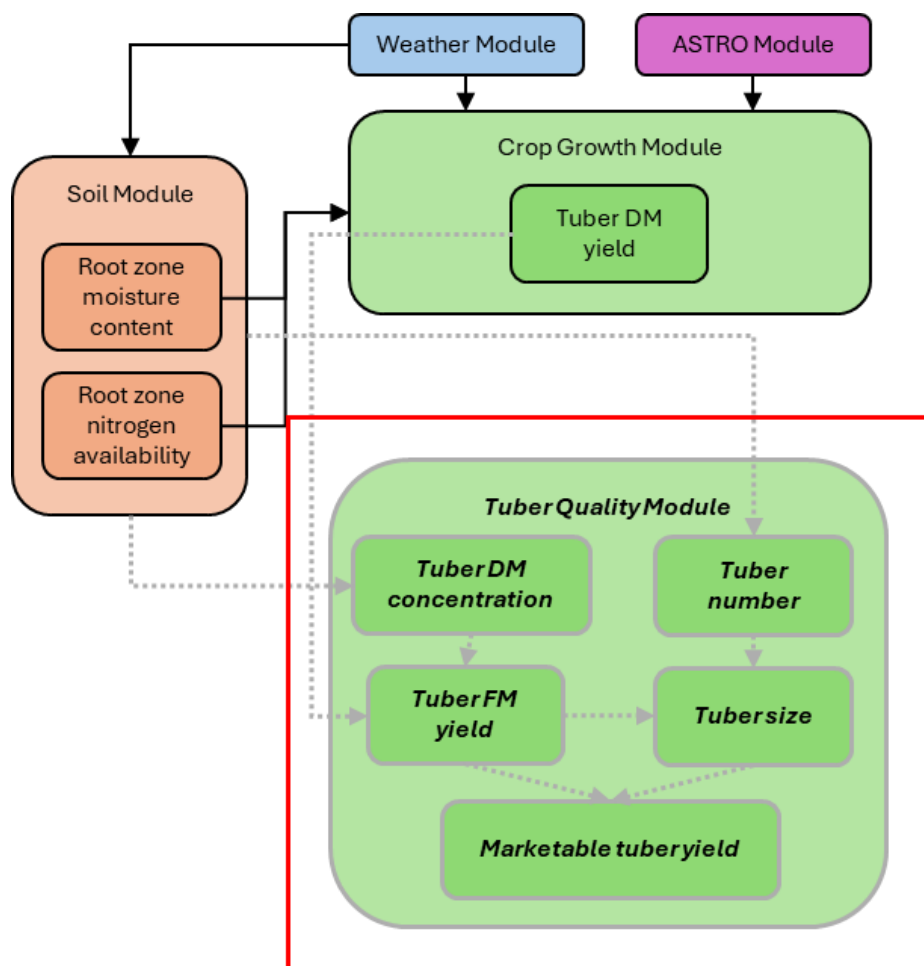 Weather Module
ASTRO Module
Crop Growth Module
Tuber DM
yield
Soil Module
Root zone
moisture
content
Root zone
nitrogen
availability
Tuber Quality Module
Tuber DM
concentration
Tuber
number
Tuber FM
yield
Tuber size
Marketable tuber yield